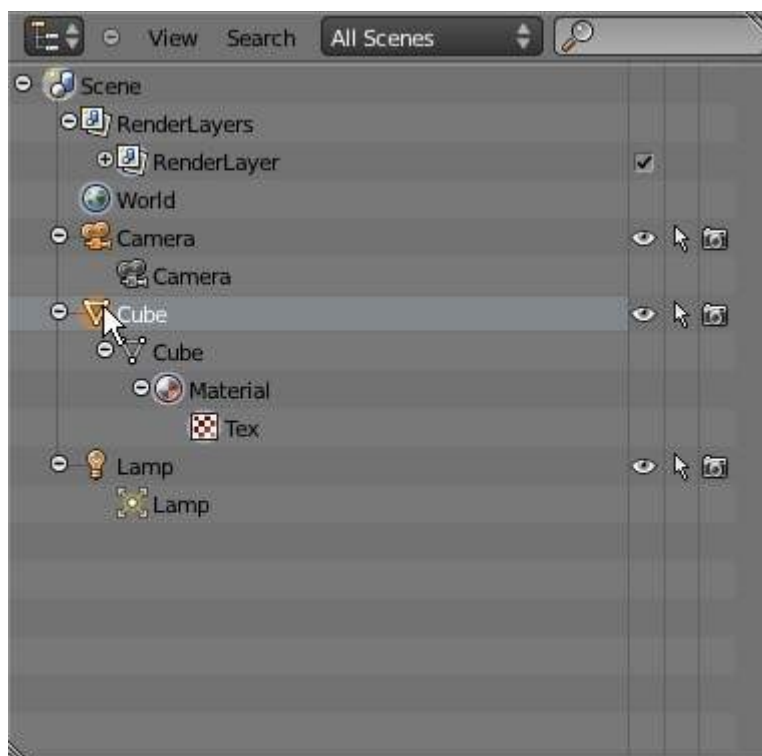 View Search All Scenes
Scene
RenderLayers
RenderLayer
World
Camera
Camera
Cube
Cube
Material
Tex
Lamp
Lamp